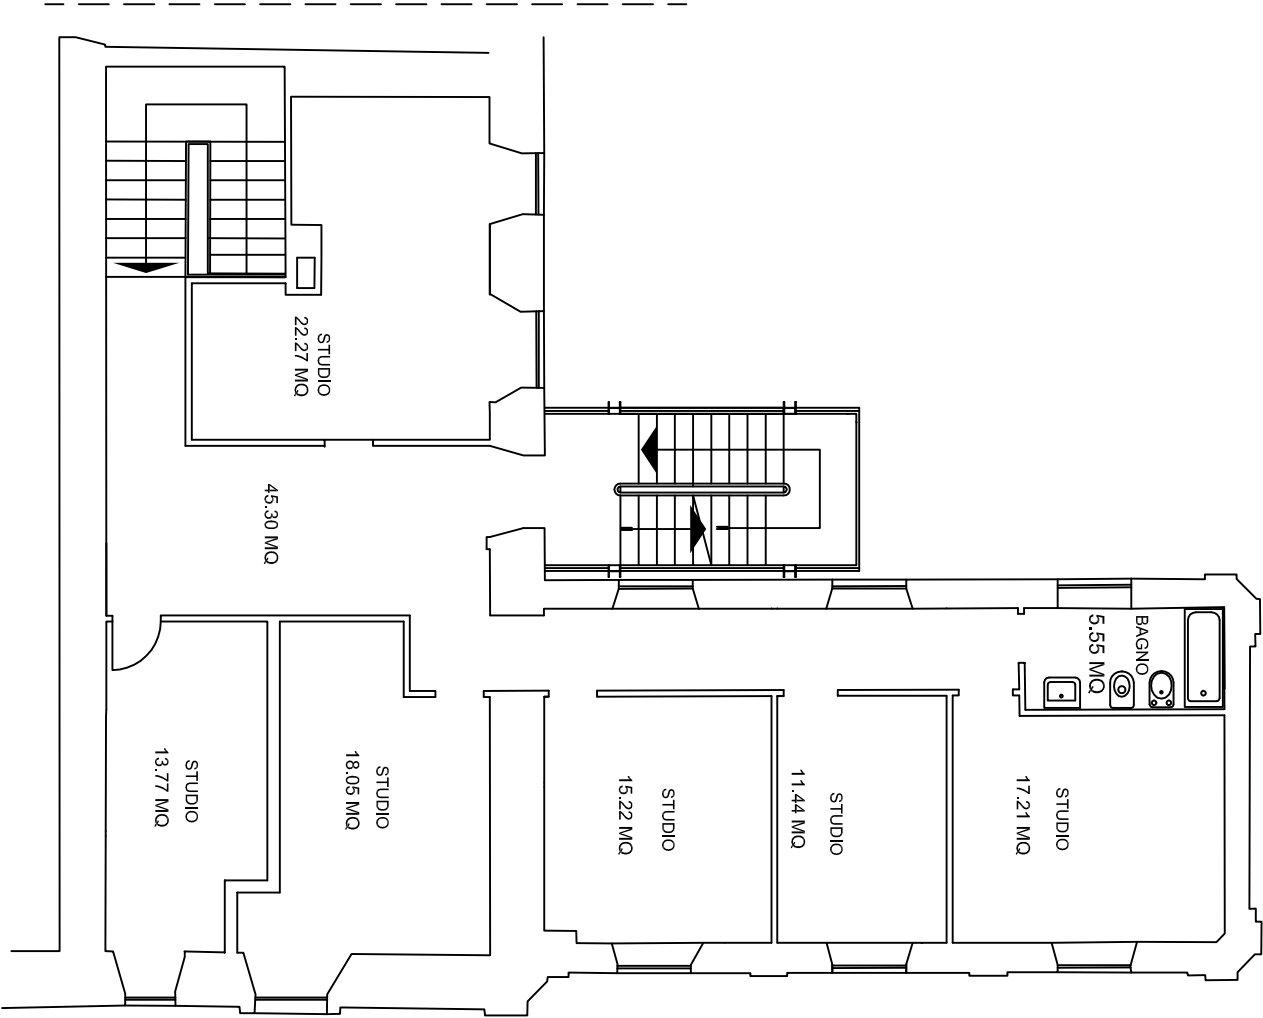 STUDIO
22.27 MQ
45.30 MQ
BAGNO
5.55 MQ
STUDIO
13.77 MQ
STUDIO
18.05 MQ
STUDIO
15.22 MQ
STUDIO
11.44 MQ
STUDIO
17.21 MQ